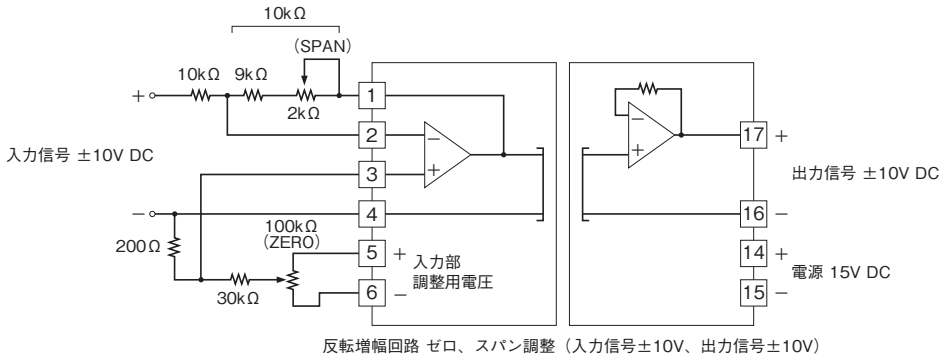 10kΩ
(SPAN)
10kΩ 9kΩ
2kΩ
+
1
2
3
4
5
6
−
+
入力信号 ±10V DC
−
200Ω
100kΩ
(ZERO)
30kΩ
+
−
入力部
調整用電圧
−
+
17 +
出力信号 ±10V DC
16 −
14 +
電源 15V DC
15 −
反転増幅回路 ゼロ、スパン調整（入力信号±10V、出力信号±10V）